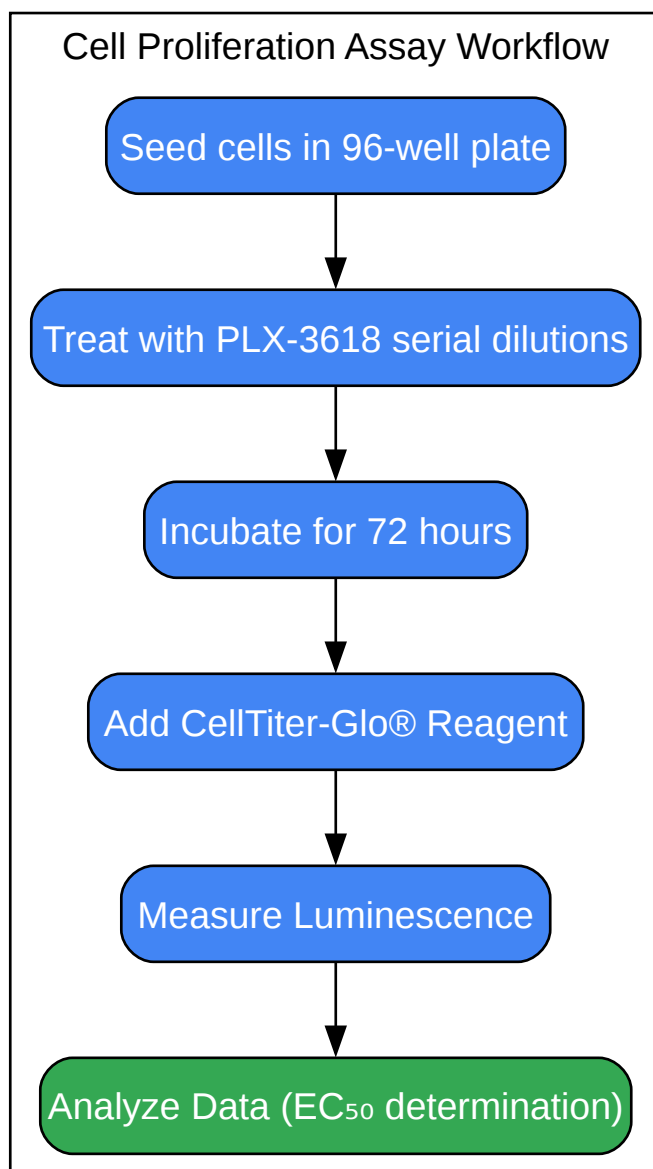 Cell Proliferation Assay Workflow
Seed cells in 96-well plate
Treat with PLX-3618 serial dilutions
Incubate for 72 hours
Add CellTiter-Glo® Reagent
Measure Luminescence
Analyze Data (EC₅₀ determination)